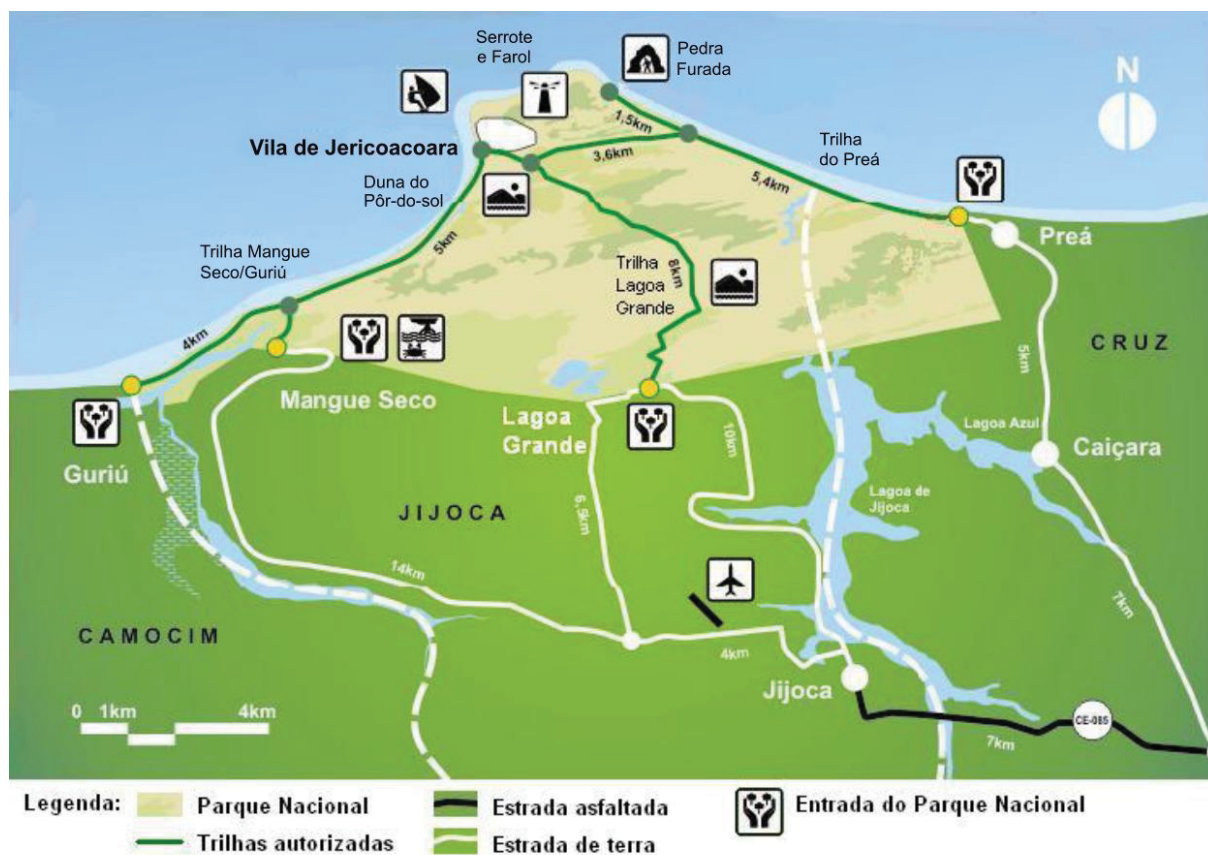 Serrote
e Farol
Pedra
Furada
N
1,5km
Vila de Jericoacoara
3,6km
Trilha
do Preá
Duna do
Pôr-do-sol
5,4km
Preá
Trilha Mangue
Seco/Guriú
5km
Trilha
Lagoa
Grande
8km
4km
CRUZ
5km
Mangue Seco
Lagoa
Grande
Lagoa Azul
Caiçara
Guriú
10km
Lagoa de
Jijoca
JIJOCA
6,5km
14km
7km
CAMOCIM
4km
Jijoca
0 1km 4km
CE-085
7km
Legenda:
Parque Nacional
Estrada asfaltada
Entrada do Parque Nacional
Trilhas autorizadas
Estrada de terra